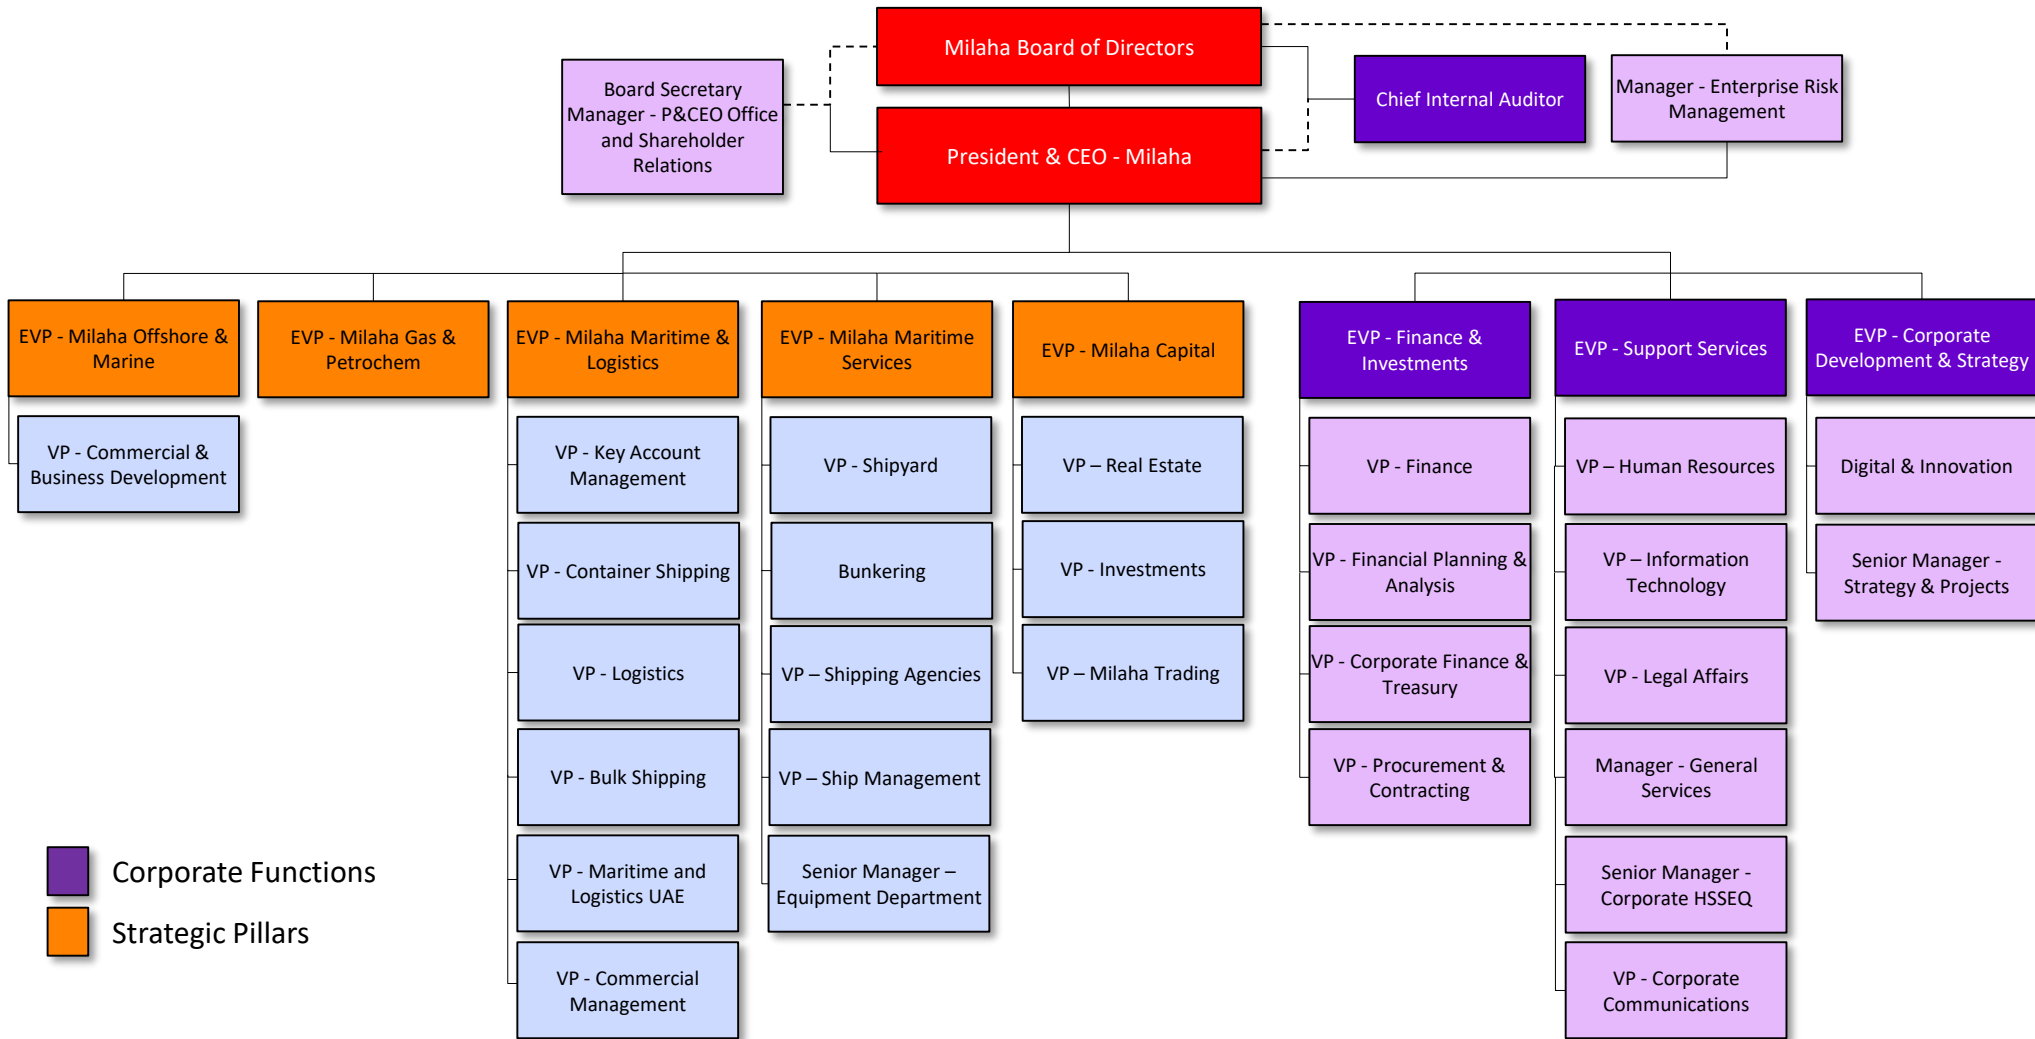 Milaha Board of Directors
Board Secretary
Manager - P&CEO Office
and Shareholder
Relations
Chief Internal Auditor
Manager - Enterprise Risk
Management
President & CEO - Milaha
EVP - Milaha Offshore &
Marine
EVP - Milaha Gas &
Petrochem
EVP - Milaha Maritime &
Logistics
EVP - Milaha Maritime
Services
EVP - Milaha Capital
EVP - Finance &
Investments
EVP - Support Services
EVP - Corporate
Development & Strategy
VP - Commercial &
Business Development
VP - Key Account
Management
VP - Container Shipping
VP - Logistics
VP - Bulk Shipping
VP - Maritime and
Logistics UAE
VP - Commercial
Management
VP - Shipyard
Bunkering
VP – Shipping Agencies
VP – Ship Management
Senior Manager –
Equipment Department
VP – Real Estate
VP - Investments
VP – Milaha Trading
VP - Finance
VP - Financial Planning &
Analysis
VP - Corporate Finance &
Treasury
VP - Procurement &
Contracting
VP – Human Resources
VP – Information
Technology
VP - Legal Affairs
Manager - General
Services
Senior Manager -
Corporate HSSEQ
VP - Corporate
Communications
Digital & Innovation
Senior Manager -
Strategy & Projects
Corporate Functions
Strategic Pillars